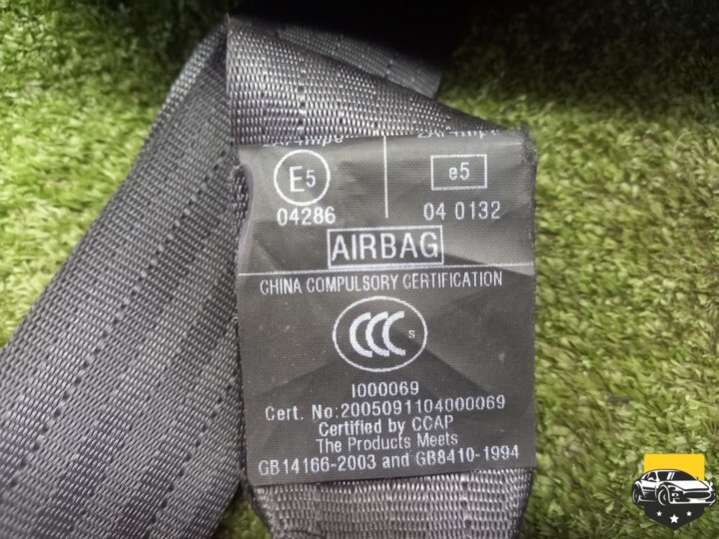 E5
e5
04286
04 0132
AIRBAG
CHINA COMPULSORY CERTIFICATION
CCC S
I000069
Cert. No:2005091104000069
Certified by CCAP
The Products Meets
GB14166-2003 and GB8410-1994